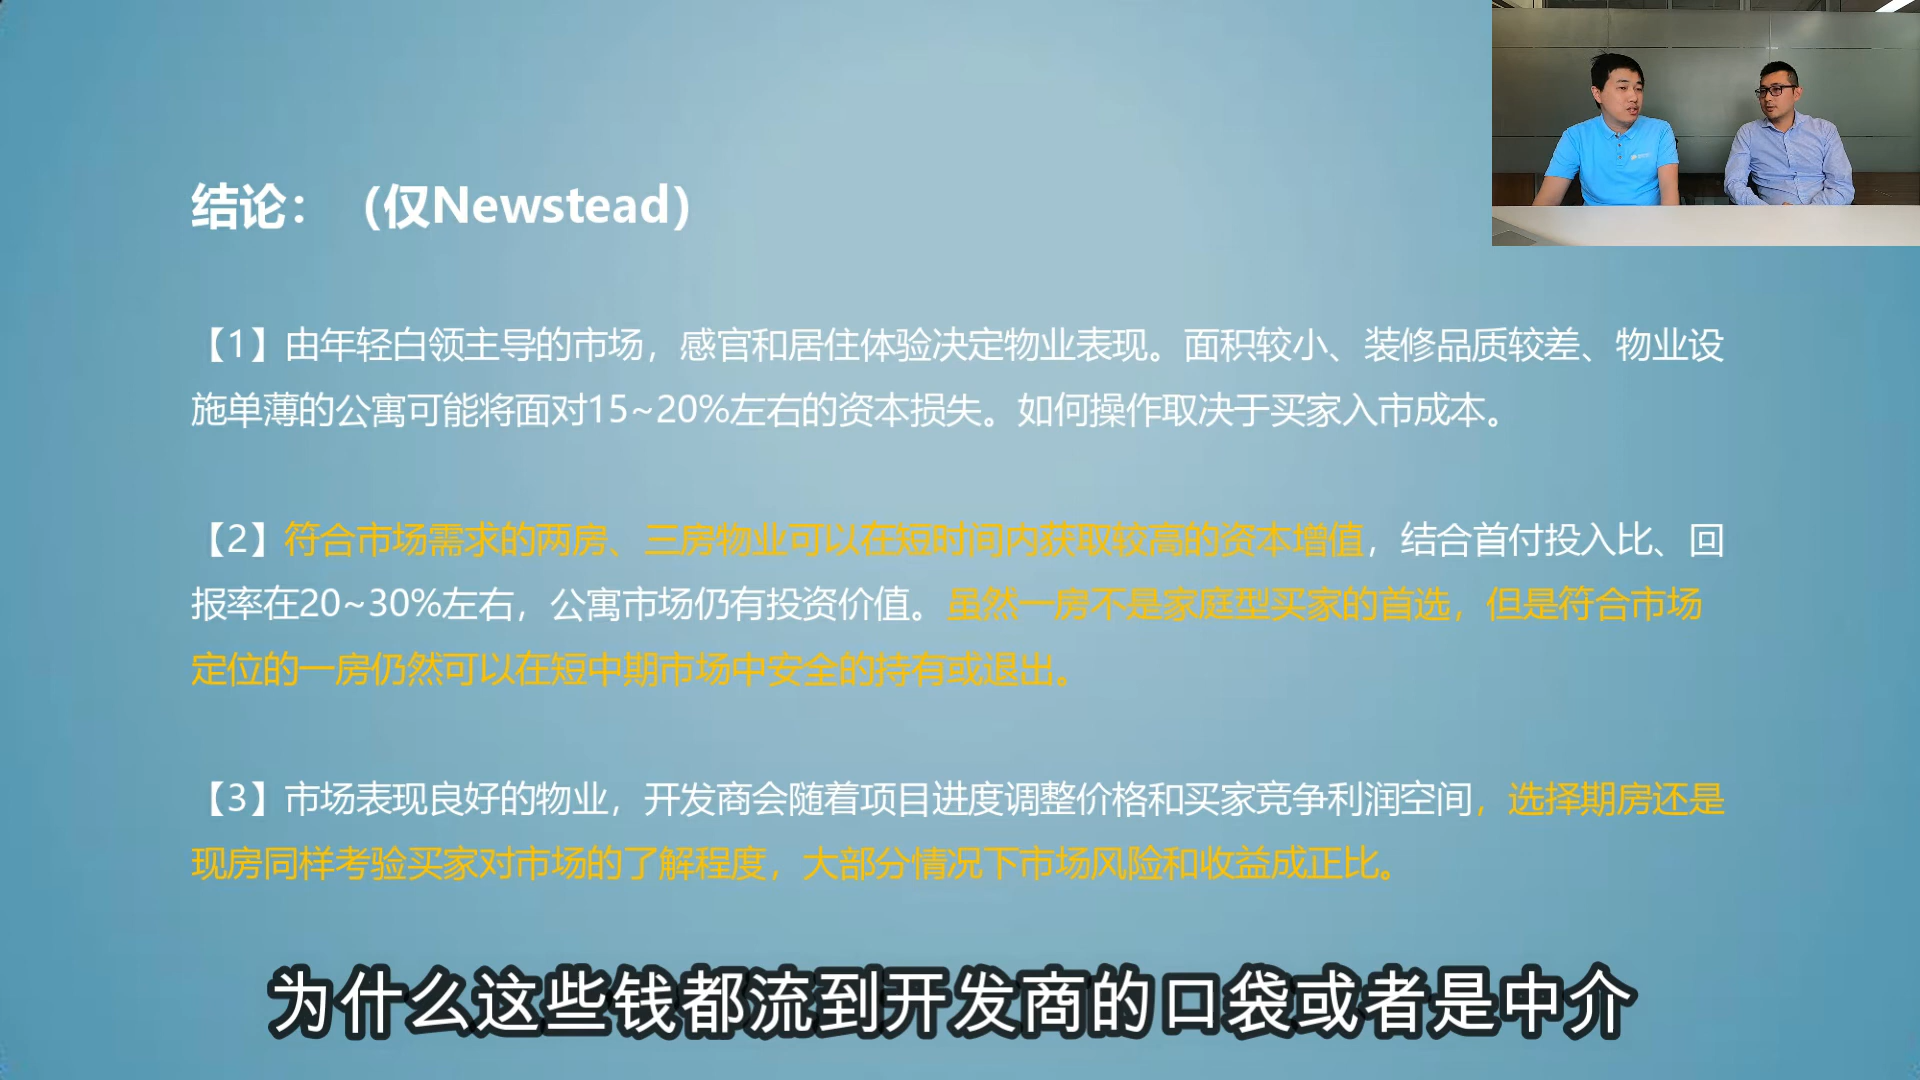 结论：（仅Newstead）
【1】由年轻白领主导的市场，感官和居住体验决定物业表现。面积较小、装修品质较差、物业设
施单薄的公寓可能将面对15~20%左右的资本损失。如何操作取决于买家入市成本。
【2】符合市场需求的两房、三房物业可以在短时间内获取较高的资本增值，结合首付投入比、回
报率在20~30%左右，公寓市场仍有投资价值。虽然一房不是家庭型买家的首选，但是符合市场
定位的一房仍然可以在短中期市场中安全的持有或退出。
【3】市场表现良好的物业，开发商会随着项目进度调整价格和买家竞争利润空间，选择期房还是
现房同样考验买家对市场的了解程度，大部分情况下市场风险和收益成正比。
为什么这些钱都流到开发商的口袋或者是中介